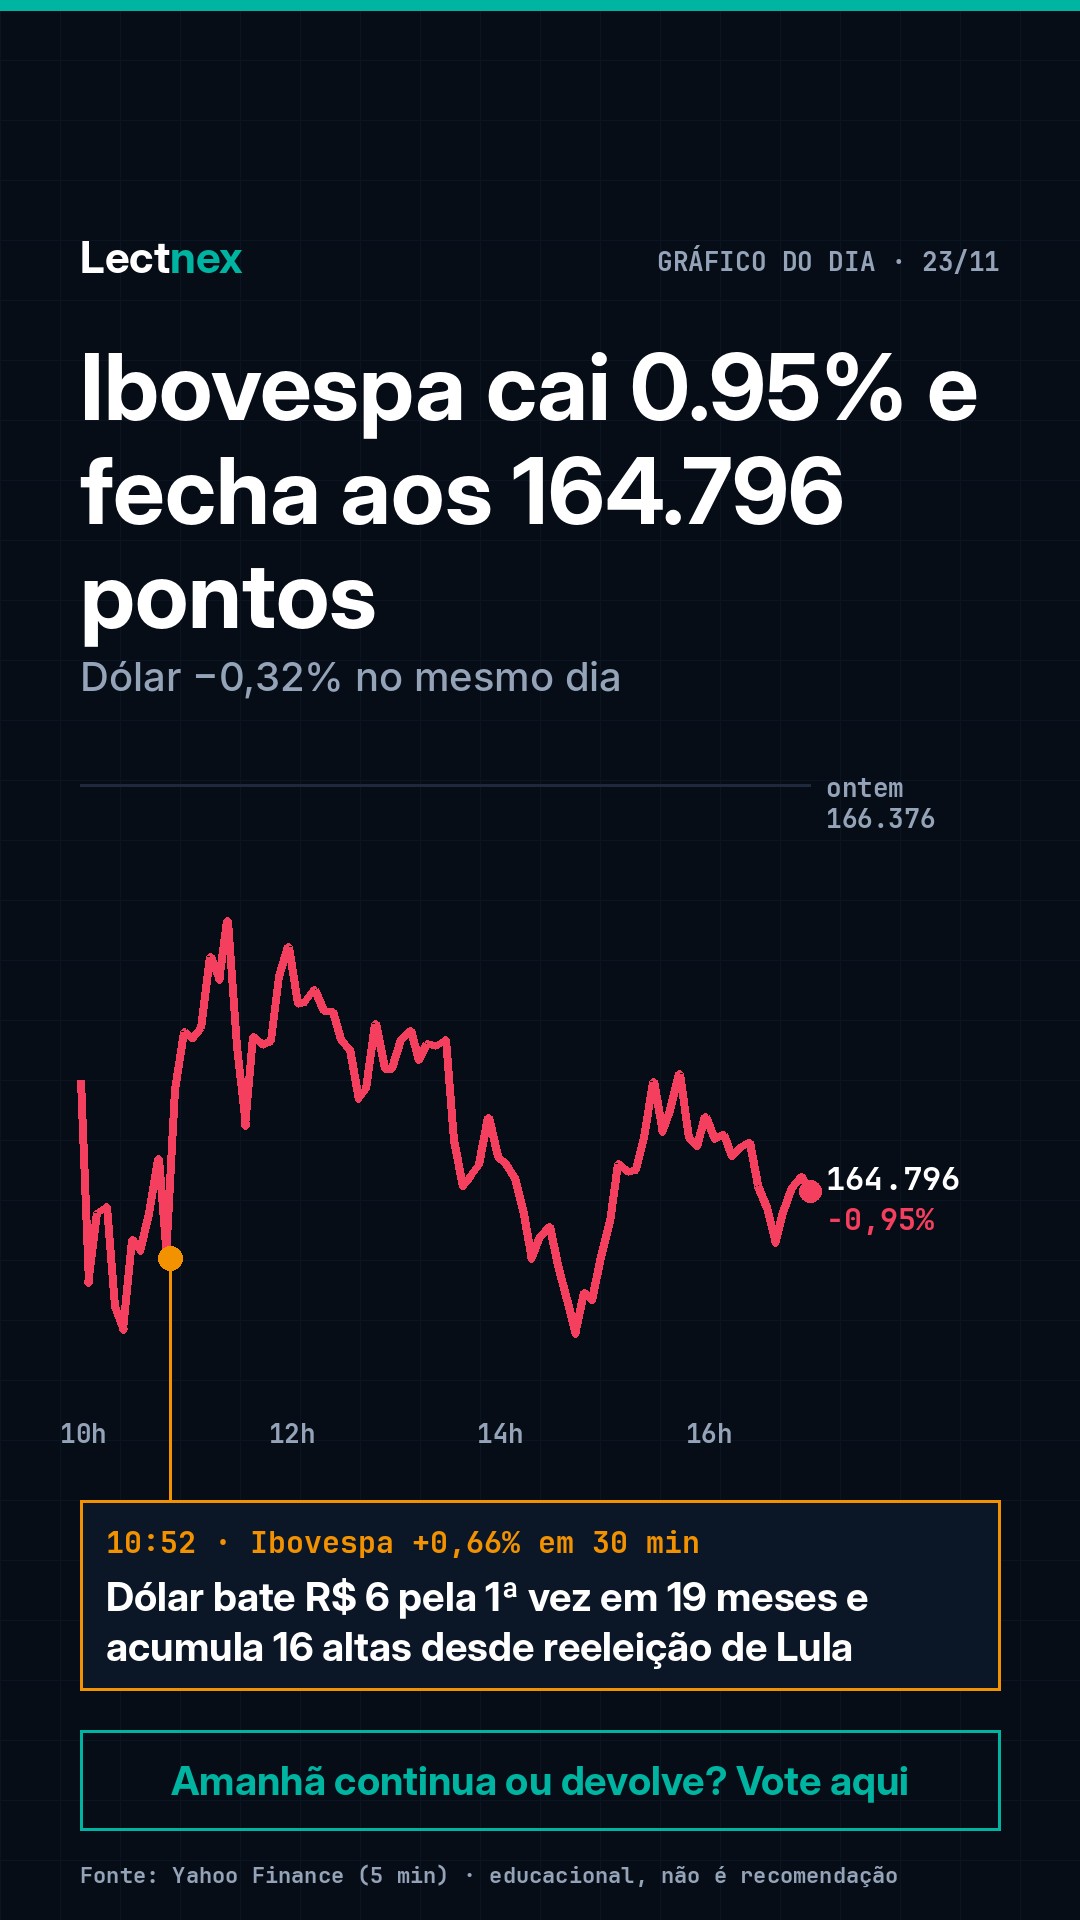 Lectnex
GRÁFICO DO DIA · 23/11
Ibovespa cai 0.95% e
fecha aos 164.796
pontos
Dólar −0,32% no mesmo dia
ontem
166.376
164.796
-0,95%
10h
12h
14h
16h
10:52 · Ibovespa +0,66% em 30 min
Dólar bate R$ 6 pela 1ª vez em 19 meses e
acumula 16 altas desde reeleição de Lula
Amanhã continua ou devolve? Vote aqui
Fonte: Yahoo Finance (5 min) · educacional, não é recomendação